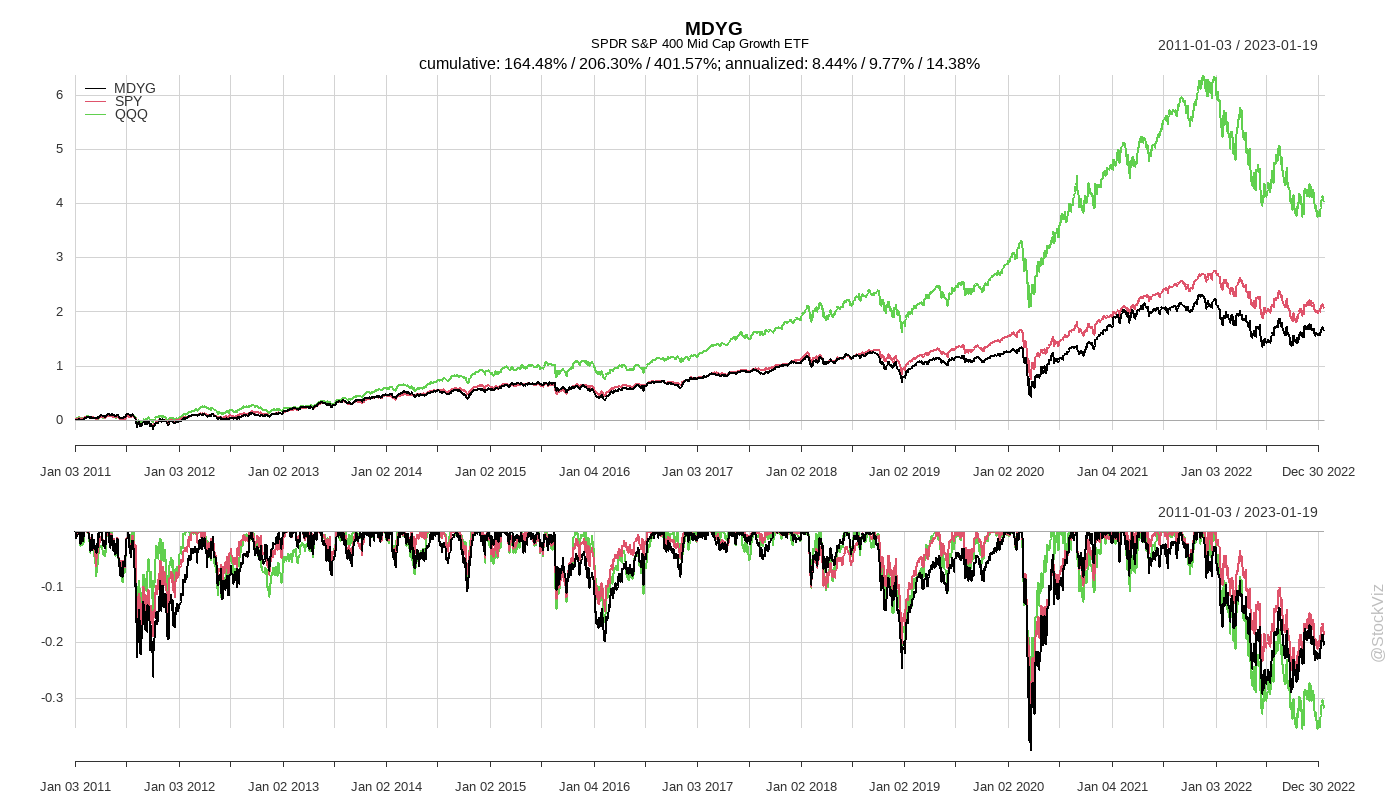 MDYG
SPDR S&P 400 Mid Cap Growth ETF
2011-01-03 / 2023-01-19
cumulative: 164.48% / 206.30% / 401.57%; annualized: 8.44% / 9.77% / 14.38%
MDYG
SPY
QQQ
6
5
4
3
2
1
0
Jan 03 2011 Jan 03 2012 Jan 02 2013 Jan 02 2014 Jan 02 2015 Jan 04 2016 Jan 03 2017 Jan 02 2018 Jan 02 2019 Jan 02 2020 Jan 04 2021 Jan 03 2022 Dec 30 2022
2011-01-03 / 2023-01-19
-0.1
-0.2
-0.3
Jan 03 2011 Jan 03 2012 Jan 02 2013 Jan 02 2014 Jan 02 2015 Jan 04 2016 Jan 03 2017 Jan 02 2018 Jan 02 2019 Jan 02 2020 Jan 04 2021 Jan 03 2022 Dec 30 2022
@StockViz